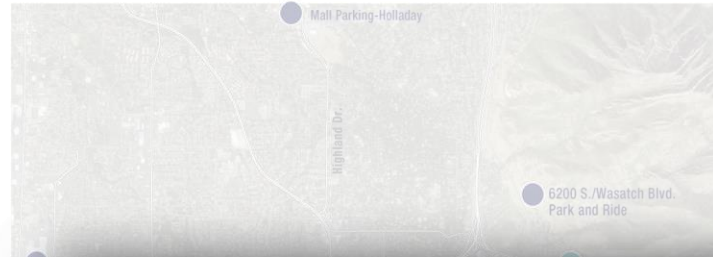 Mall Parking-Holladay
Highland Dr.
6200 S./Wasatch Blvd.
Park and Ride